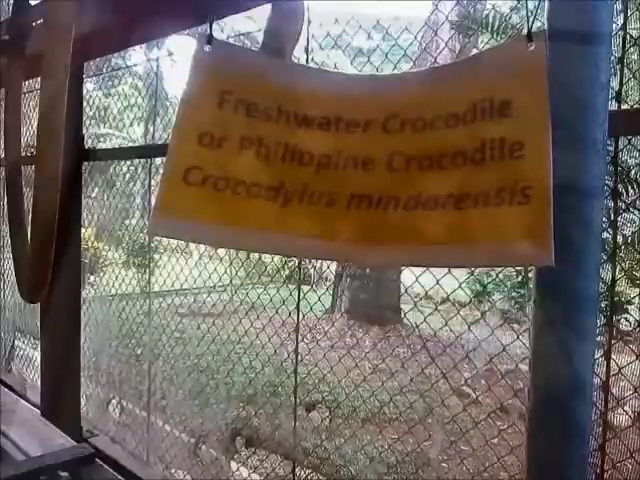 Freshwater Crocodile
or Philippine Crocodile
Crocodylus mindorensis